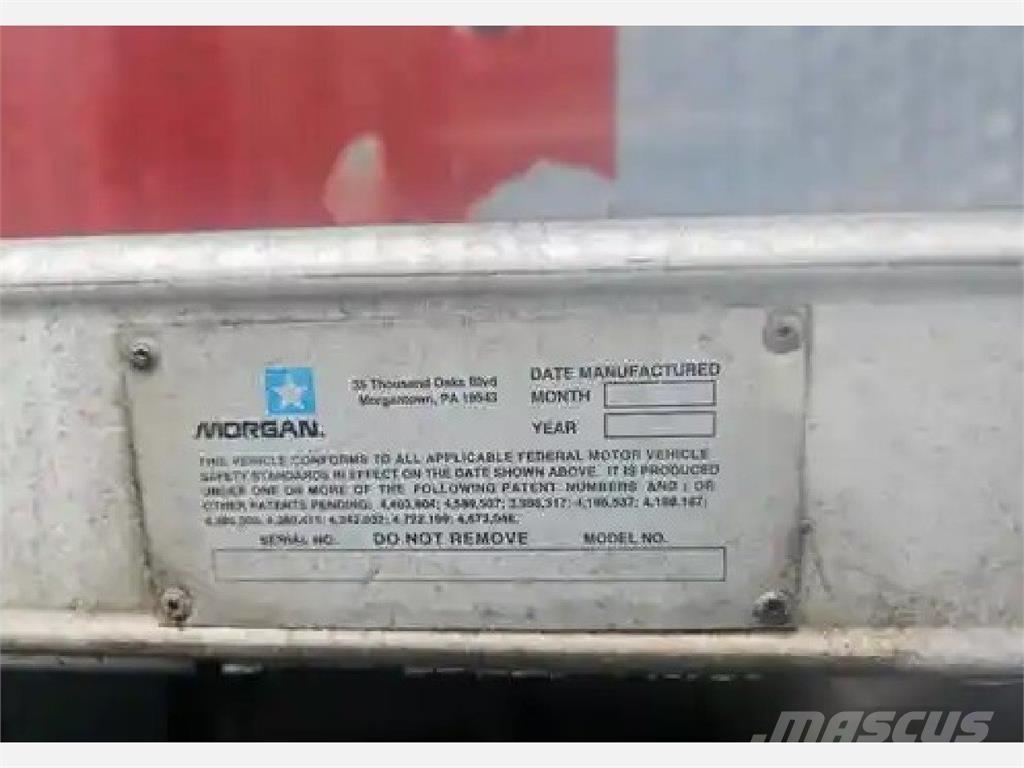 MORGAN.
35 Thousand Oaks Blvd
Morgantown, PA 19543
DATE MANUFACTURED
MONTH
YEAR
THIS VEHICLE CONFORMS TO ALL APPLICABLE FEDERAL MOTOR VEHICLE
SAFETY STANDARDS IN EFFECT ON THE DATE SHOWN ABOVE. IT IS PRODUCED
UNDER ONE OR MORE OF THE FOLLOWING PATENT NUMBERS AND / OR
OTHER PATENTS PENDING:
SERIAL NO. DO NOT REMOVE MODEL NO.
MASCUS